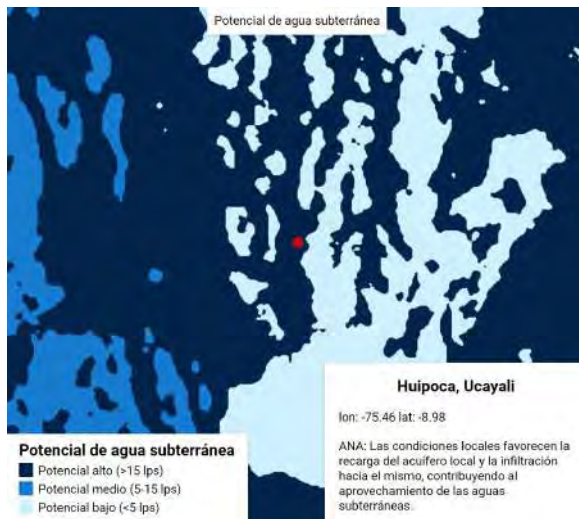 Potencial de agua subterránea
Huipoca, Ucayali
lon: -75.46 lat: -8.98
ANA: Las condiciones locales favorecen la
recarga del acuífero local y la infiltración
hacia el mismo, contribuyendo al
aprovechamiento de las aguas
subterráneas.
Potencial de agua subterránea
Potencial alto (>15 lps)
Potencial medio (5-15 lps)
Potencial bajo (<5 lps)